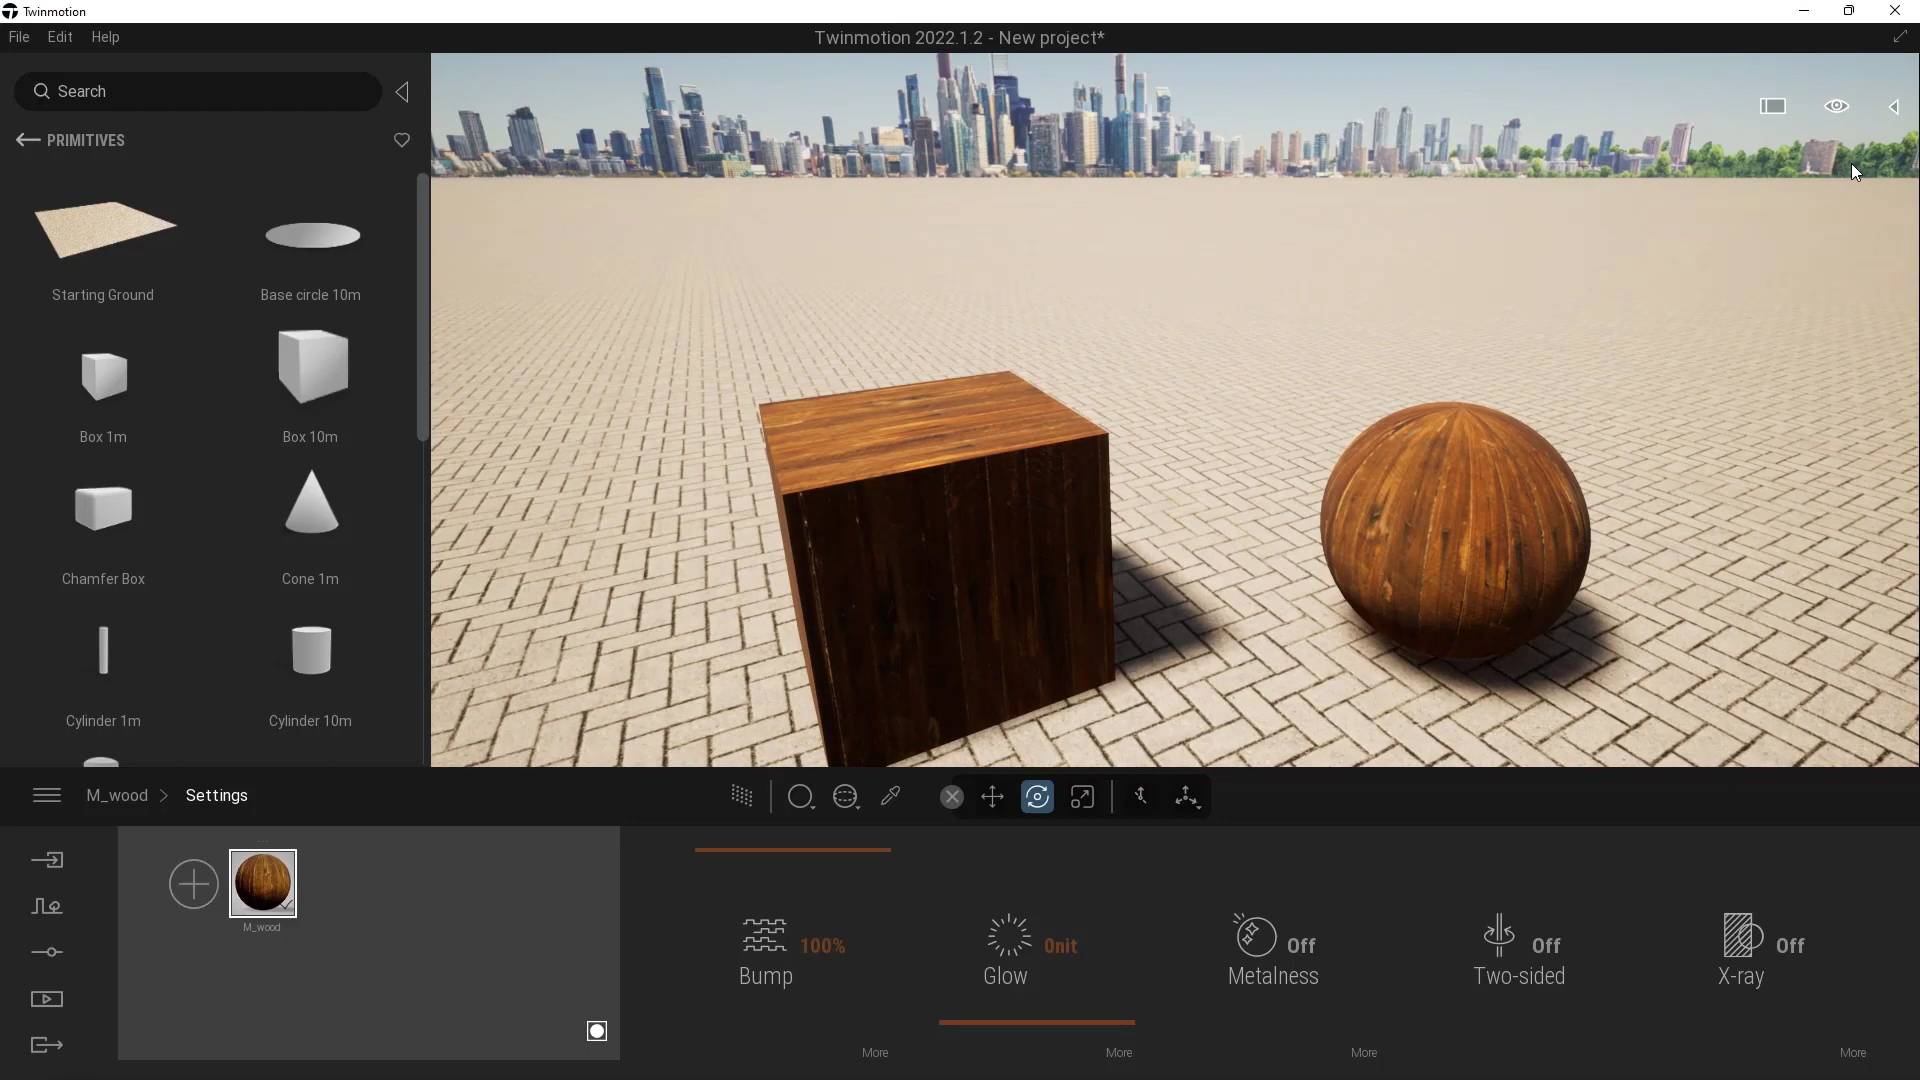 Twinmotion
File Edit Help
Twinmotion 2022.1.2 - New project*
Search
PRIMITIVES
Starting Ground
Base circle 10m
Box 1m
Box 10m
Chamfer Box
Cone 1m
Cylinder 1m
Cylinder 10m
M_wood > Settings
M_wood
100%
Bump
0nit
Glow
Off
Metalness
Off
Two-sided
Off
X-ray
More
More
More
More